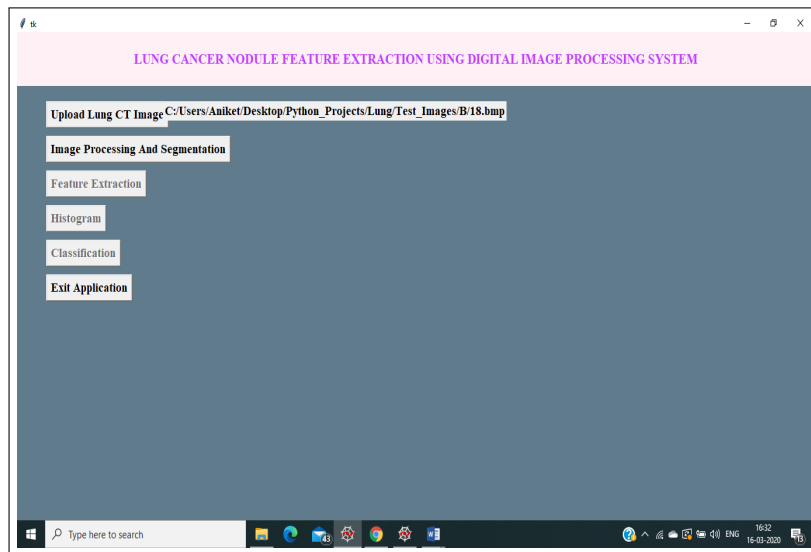 tk
LUNG CANCER NODULE FEATURE EXTRACTION USING DIGITAL IMAGE PROCESSING SYSTEM
Upload Lung CT Image C:/Users/Aniket/Desktop/Python_Projects/Lung/Test_Images/B/18.bmp
Image Processing And Segmentation
Feature Extraction
Histogram
Classification
Exit Application
Type here to search
43
W
ENG
16:32
16-03-2020
13